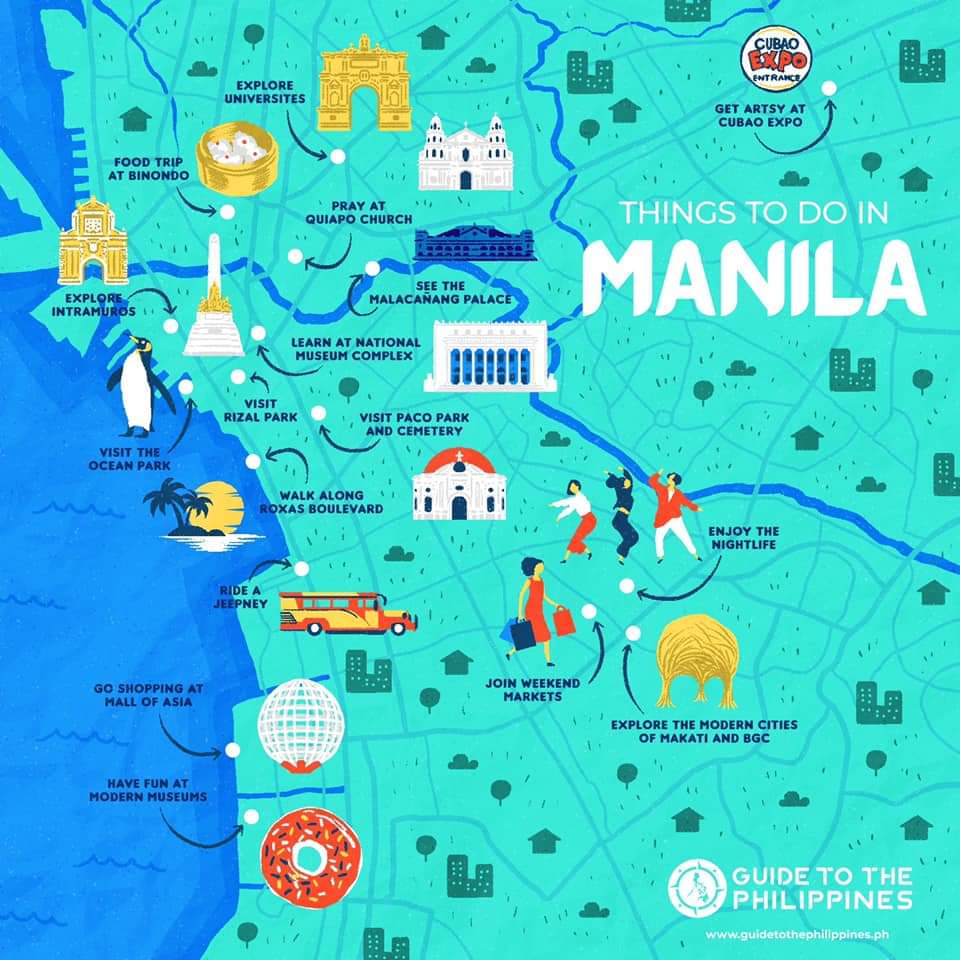 CUBAO
EXPO
ENTRANCE
GET ARTSY AT
CUBAO EXPO
EXPLORE
UNIVERSITES
FOOD TRIP
AT BINONDO
PRAY AT
QUIAPO CHURCH
THINGS TO DO IN
MANILA
SEE THE
MALACAÑANG PALACE
EXPLORE
INTRAMUROS
LEARN AT NATIONAL
MUSEUM COMPLEX
VISIT
RIZAL PARK
VISIT PACO PARK
AND CEMETERY
VISIT THE
OCEAN PARK
WALK ALONG
ROXAS BOULEVARD
ENJOY THE
NIGHTLIFE
RIDE A
JEEPNEY
GO SHOPPING AT
MALL OF ASIA
JOIN WEEKEND
MARKETS
EXPLORE THE MODERN CITIES
OF MAKATI AND BGC
HAVE FUN AT
MODERN MUSEUMS
GUIDE TO THE
PHILIPPINES
www.guidetothephilippines.ph